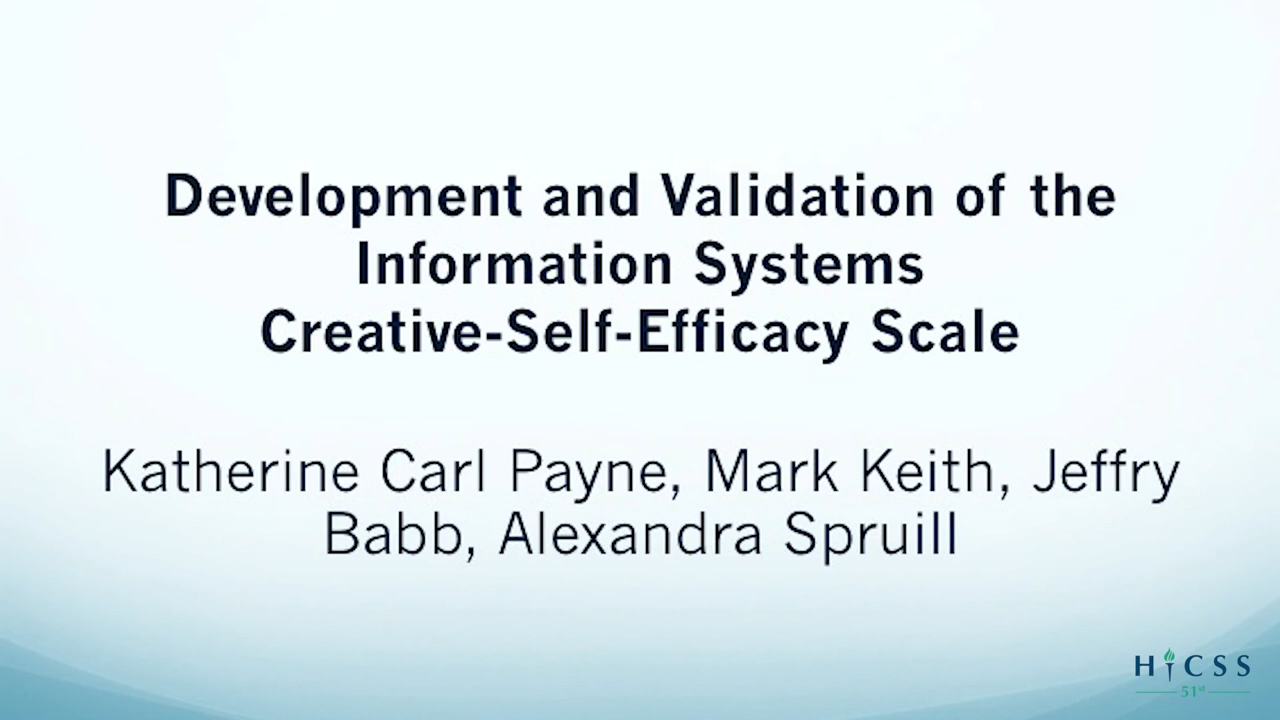 Development and Validation of the
Information Systems
Creative-Self-Efficacy Scale
Katherine Carl Payne, Mark Keith, Jeffry
Babb, Alexandra Spruill
HiCSS
51st